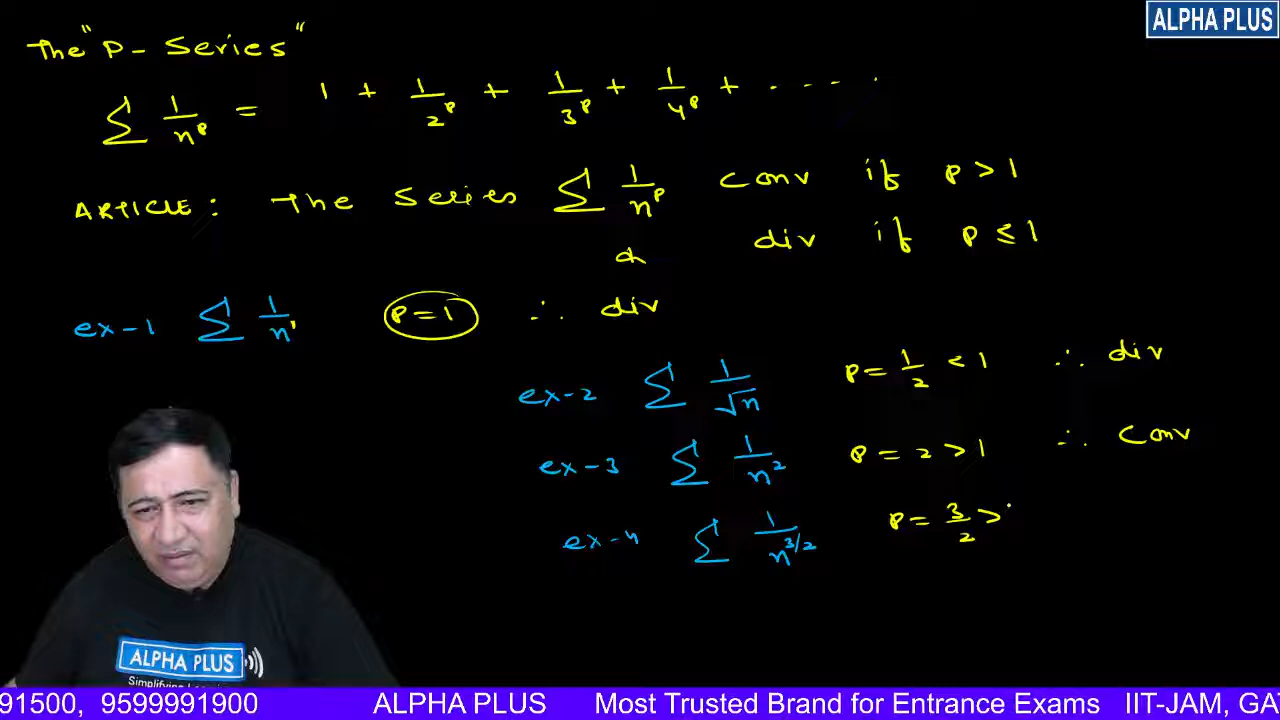 ALPHA PLUS
The "P - Series"
∑ 1/n^p = 1 + 1/2^p + 1/3^p + 1/4^p + ......
ARTICLE: The Series ∑ 1/n^p conv if p > 1
& div if p ≤ 1
ex-1 ∑ 1/n^1 p = 1 ∴ div
ex-2 ∑ 1/√n p = 1/2 < 1 ∴ div
ex-3 ∑ 1/n^2 p = 2 > 1 ∴ Conv
ex-4 ∑ 1/n^3/2 p = 3/2 >
ALPHA PLUS
91500, 9599991900 ALPHA PLUS Most Trusted Brand for Entrance Exams IIT-JAM, GA